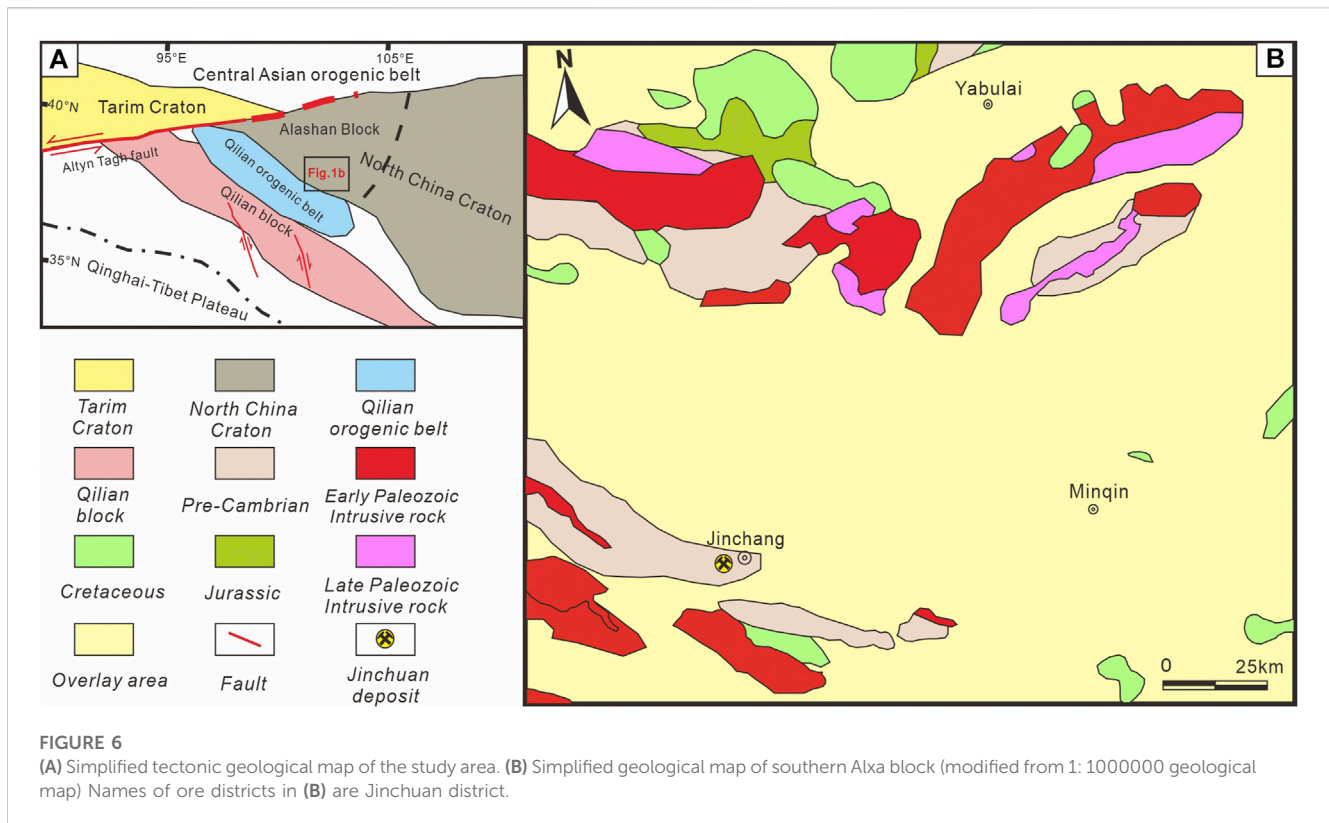 A
95°E
105°E
Central Asian orogenic belt
40°N
Tarim Craton
Alashan Block
Altyn Tagh fault
Qilian orogenic belt
Fig.1b
North China Craton
Qilian block
35°N
Qinghai-Tibet Plateau
B
N
Yabulai
Minqin
Jinchang
0 25km
Tarim
Craton
North China
Craton
Qilian
orogenic belt
Qilian
block
Pre-Cambrian
Early Paleozoic
Intrusive rock
Cretaceous
Jurassic
Late Paleozoic
Intrusive rock
Overlay area
Fault
Jinchuan
deposit
FIGURE 6
(A) Simplified tectonic geological map of the study area. (B) Simplified geological map of southern Alxa block (modified from 1: 1000000 geological
map) Names of ore districts in (B) are Jinchuan district.